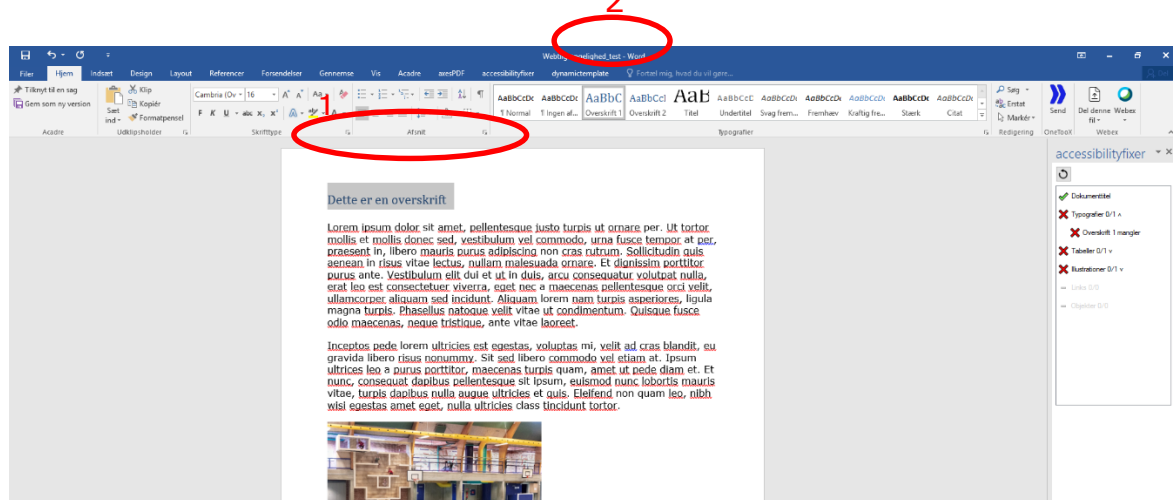 2
- Word
Filer Hjem Indsæt Design Layout Referencer Forsendelser Gennemse Vis Acadre axesPDF accessibilityfixer dynamictemplate Fortæl mig, hvad du vil gøre...
Tilknyt til en sag
Gem som ny version
Acadre
Sæt
ind
Klip
Kopiér
Formatpensel
Udklipsholder
Cambria (Ov 16
F K U abc x, x²
Skrifttype
1
Afsnit
AaBbCcDc AaBbCcDc AaBbC AaBbCcI AaB AaBbCcC AaBbCcDc AaBbCcDc AaBbCcDc AaBbCcDc AaBbCcDc
¶ Normal ¶ Ingen af... Overskrift 1 Overskrift 2 Titel Undertitel Svag frem... Fremhæv Kraftig fre... Stærk Citat
Typografier
Søg
Erstat
Markér
Redigering
Send
OneTooX
Del denne
fil
Webex
Webex
accessibilityfixer
Dokumenttitel
Typografier 0/1
Overskrift 1 mangler
Tabeller 0/1
Illustrationer 0/1
Links 0/0
Objekter 0/0
Dette er en overskrift
Lorem ipsum dolor sit amet, pellentesque justo turpis ut ornare per. Ut tortor
mollis et mollis donec sed, vestibulum vel commodo, urna fusce tempor at per,
praesent in, libero mauris purus adipiscing non cras rutrum. Sollicitudin quis
aenean in risus vitae lectus, nullam malesuada ornare. Et dignissim porttitor
purus ante. Vestibulum elit dui et ut in duis, arcu consequatur volutpat nulla,
erat leo est consectetuer viverra, eget nec a maecenas pellentesque orci velit,
ullamcorper aliquam sed incidunt. Aliquam lorem nam turpis asperiores, ligula
magna turpis. Phasellus natoque velit vitae ut condimentum. Quisque fusce
odio maecenas, neque tristique, ante vitae laoreet.
Inceptos pede lorem ultricies est egestas, voluptas mi, velit ad cras blandit, eu
gravida libero risus nonummy. Sit sed libero commodo vel etiam at. Ipsum
ultrices leo a purus porttitor, maecenas turpis quam, amet ut pede diam et. Et
nunc, consequat dapibus pellentesque sit ipsum, euismod nunc lobortis mauris
vitae, turpis dapibus nulla augue ultricies et quis. Eleifend non quam leo, nibh
wisi egestas amet eget, nulla ultricies class tincidunt tortor.